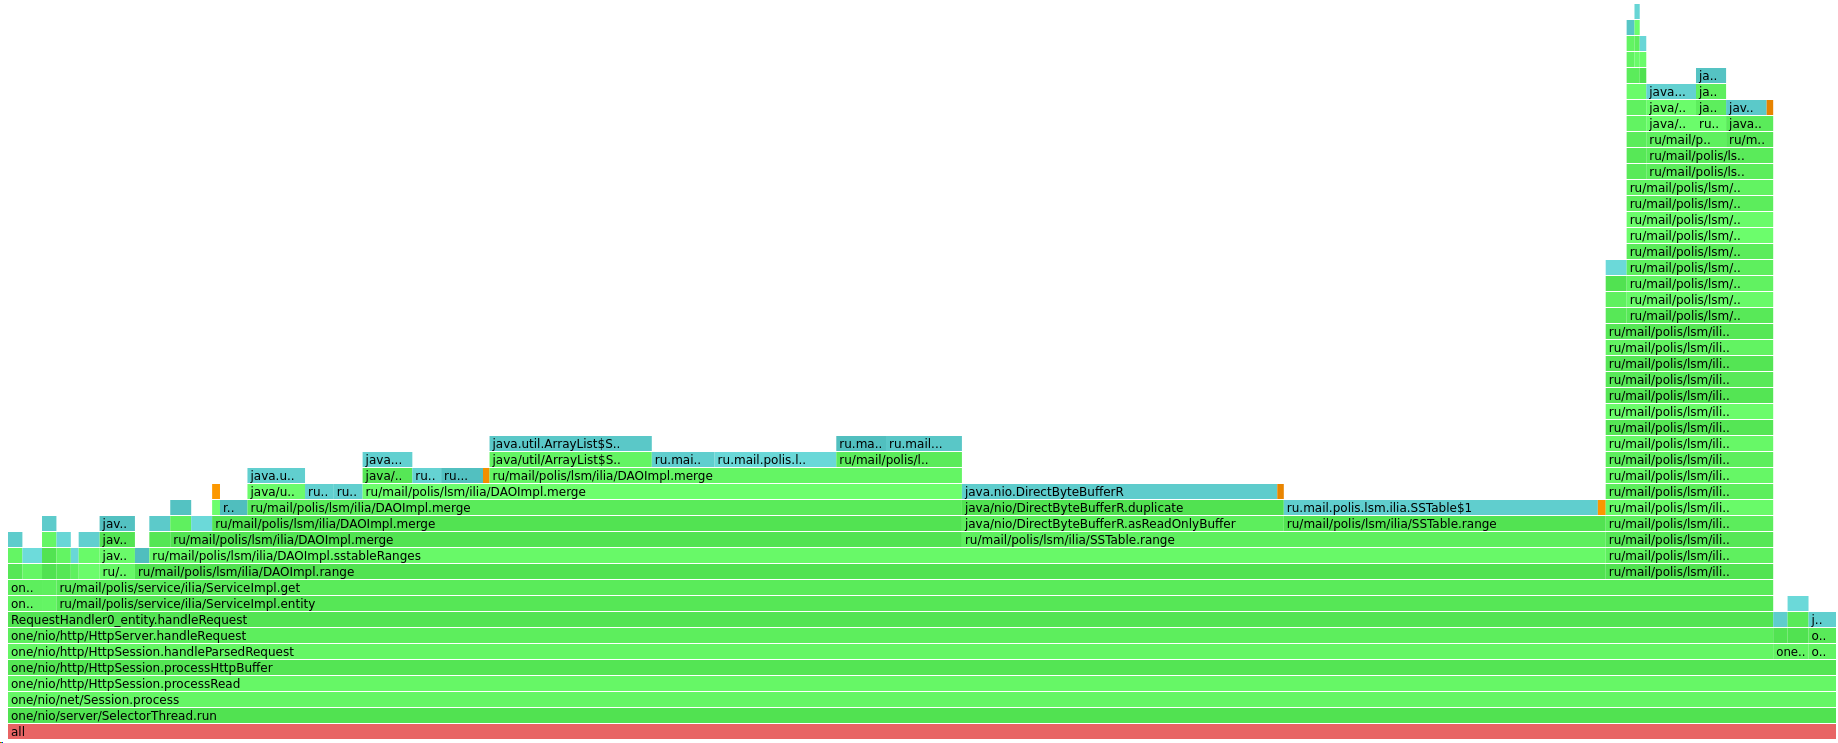 ja..
java... ja..
java/.. ja.. jav..
java/.. ru.. java..
ru/mail/p.. ru/m..
ru/mail/polis/ls..
ru/mail/polis/ls..
ru/mail/polis/lsm/..
ru/mail/polis/lsm/..
ru/mail/polis/lsm/..
ru/mail/polis/lsm/..
ru/mail/polis/lsm/..
ru/mail/polis/lsm/..
ru/mail/polis/lsm/..
ru/mail/polis/lsm/..
ru/mail/polis/lsm/..
ru/mail/polis/lsm/ili..
ru/mail/polis/lsm/ili..
ru/mail/polis/lsm/ili..
ru/mail/polis/lsm/ili..
ru/mail/polis/lsm/ili..
ru/mail/polis/lsm/ili..
ru/mail/polis/lsm/ili..
java.util.ArrayList$S.. ru.ma.. ru.mail... ru/mail/polis/lsm/ili..
java... java/util/ArrayList$S.. ru.mai.. ru.mail.polis.l.. ru/mail/polis/l.. ru/mail/polis/lsm/ili..
java.u.. java/.. ru.. ru... ru/mail/polis/lsm/ilia/DAOImpl.merge ru/mail/polis/lsm/ili..
java/u.. ru.. ru.. ru/mail/polis/lsm/ilia/DAOImpl.merge java.nio.DirectByteBufferR ru/mail/polis/lsm/ili..
r.. ru/mail/polis/lsm/ilia/DAOImpl.merge java/nio/DirectByteBufferR.duplicate ru.mail.polis.lsm.ilia.SSTable$1 ru/mail/polis/lsm/ili..
jav.. ru/mail/polis/lsm/ilia/DAOImpl.merge java/nio/DirectByteBufferR.asReadOnlyBuffer ru/mail/polis/lsm/ilia/SSTable.range ru/mail/polis/lsm/ili..
jav.. ru/mail/polis/lsm/ilia/DAOImpl.merge ru/mail/polis/lsm/ilia/SSTable.range ru/mail/polis/lsm/ili..
jav.. ru/mail/polis/lsm/ilia/DAOImpl.sstableRanges ru/mail/polis/lsm/ili..
ru/.. ru/mail/polis/lsm/ilia/DAOImpl.range ru/mail/polis/lsm/ili..
on.. ru/mail/polis/service/ilia/ServiceImpl.get
on.. ru/mail/polis/service/ilia/ServiceImpl.entity
RequestHandler0_entity.handleRequest j..
one/nio/http/HttpServer.handleRequest o..
one/nio/http/HttpSession.handleParsedRequest one.. o..
one/nio/http/HttpSession.processHttpBuffer
one/nio/http/HttpSession.processRead
one/nio/net/Session.process
one/nio/server/SelectorThread.run
all